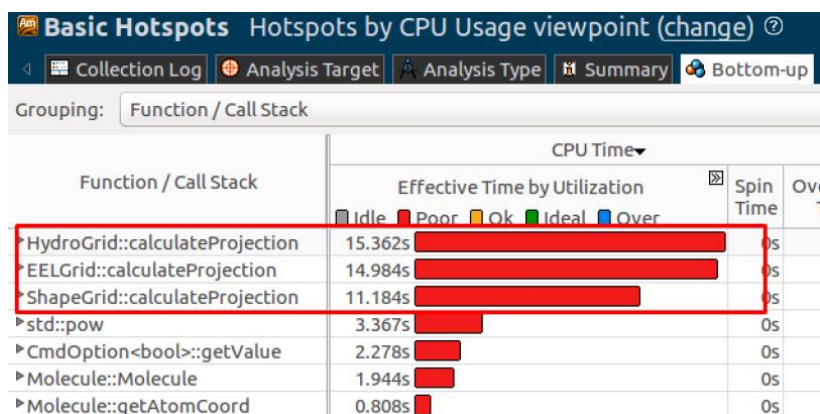 Basic Hotspots Hotspots by CPU Usage viewpoint (change) ?
Collection Log Analysis Target Analysis Type Summary Bottom-up
Grouping: Function / Call Stack
CPU Time
Function / Call Stack Effective Time by Utilization Spin Time
Idle Poor Ok Ideal Over
HydroGrid::calculateProjection 15.362s 0s
EELGrid::calculateProjection 14.984s 0s
ShapeGrid::calculateProjection 11.184s 0s
std::pow 3.367s 0s
CmdOption<bool>::getValue 2.278s 0s
Molecule::Molecule 1.944s 0s
Molecule::getAtomCoord 0.808s 0s